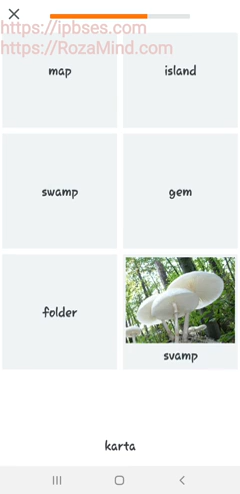 https://ipbses.com
https://RozaMind.com
map
island
swamp
gem
folder
svamp
karta